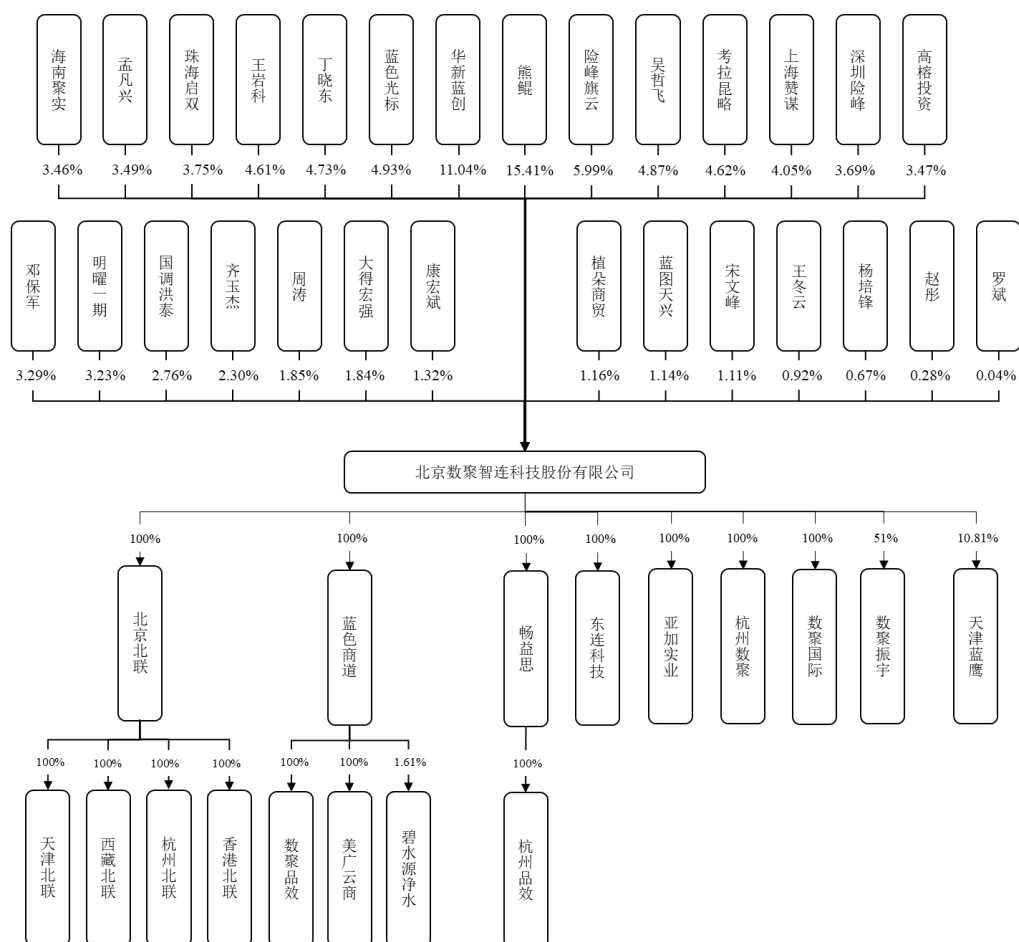 海南聚实
孟凡兴
珠海启双
王岩科
丁晓东
蓝色光标
华新蓝创
熊鲲
险峰旗云
吴哲飞
考拉昆略
上海赞谋
深圳险峰
高榕投资
3.46%
3.49%
3.75%
4.61%
4.73%
4.93%
11.04%
15.41%
5.99%
4.87%
4.62%
4.05%
3.69%
3.47%
邓保军
明曜一期
国调洪泰
齐玉杰
周涛
大得宏强
康宏斌
植朵商贸
蓝图天兴
宋文峰
王冬云
杨培锋
赵彤
罗斌
3.29%
3.23%
2.76%
2.30%
1.85%
1.84%
1.32%
1.16%
1.14%
1.11%
0.92%
0.67%
0.28%
0.04%
北京数聚智连科技股份有限公司
100%
100%
100%
100%
100%
100%
100%
51%
10.81%
北京北联
蓝色商道
畅益思
东连科技
亚加实业
杭州数聚
数聚国际
数聚振宇
天津蓝鹰
100%
100%
100%
100%
100%
100%
1.61%
100%
天津北联
西藏北联
杭州北联
香港北联
数聚品效
美广云商
碧水源净水
杭州品效